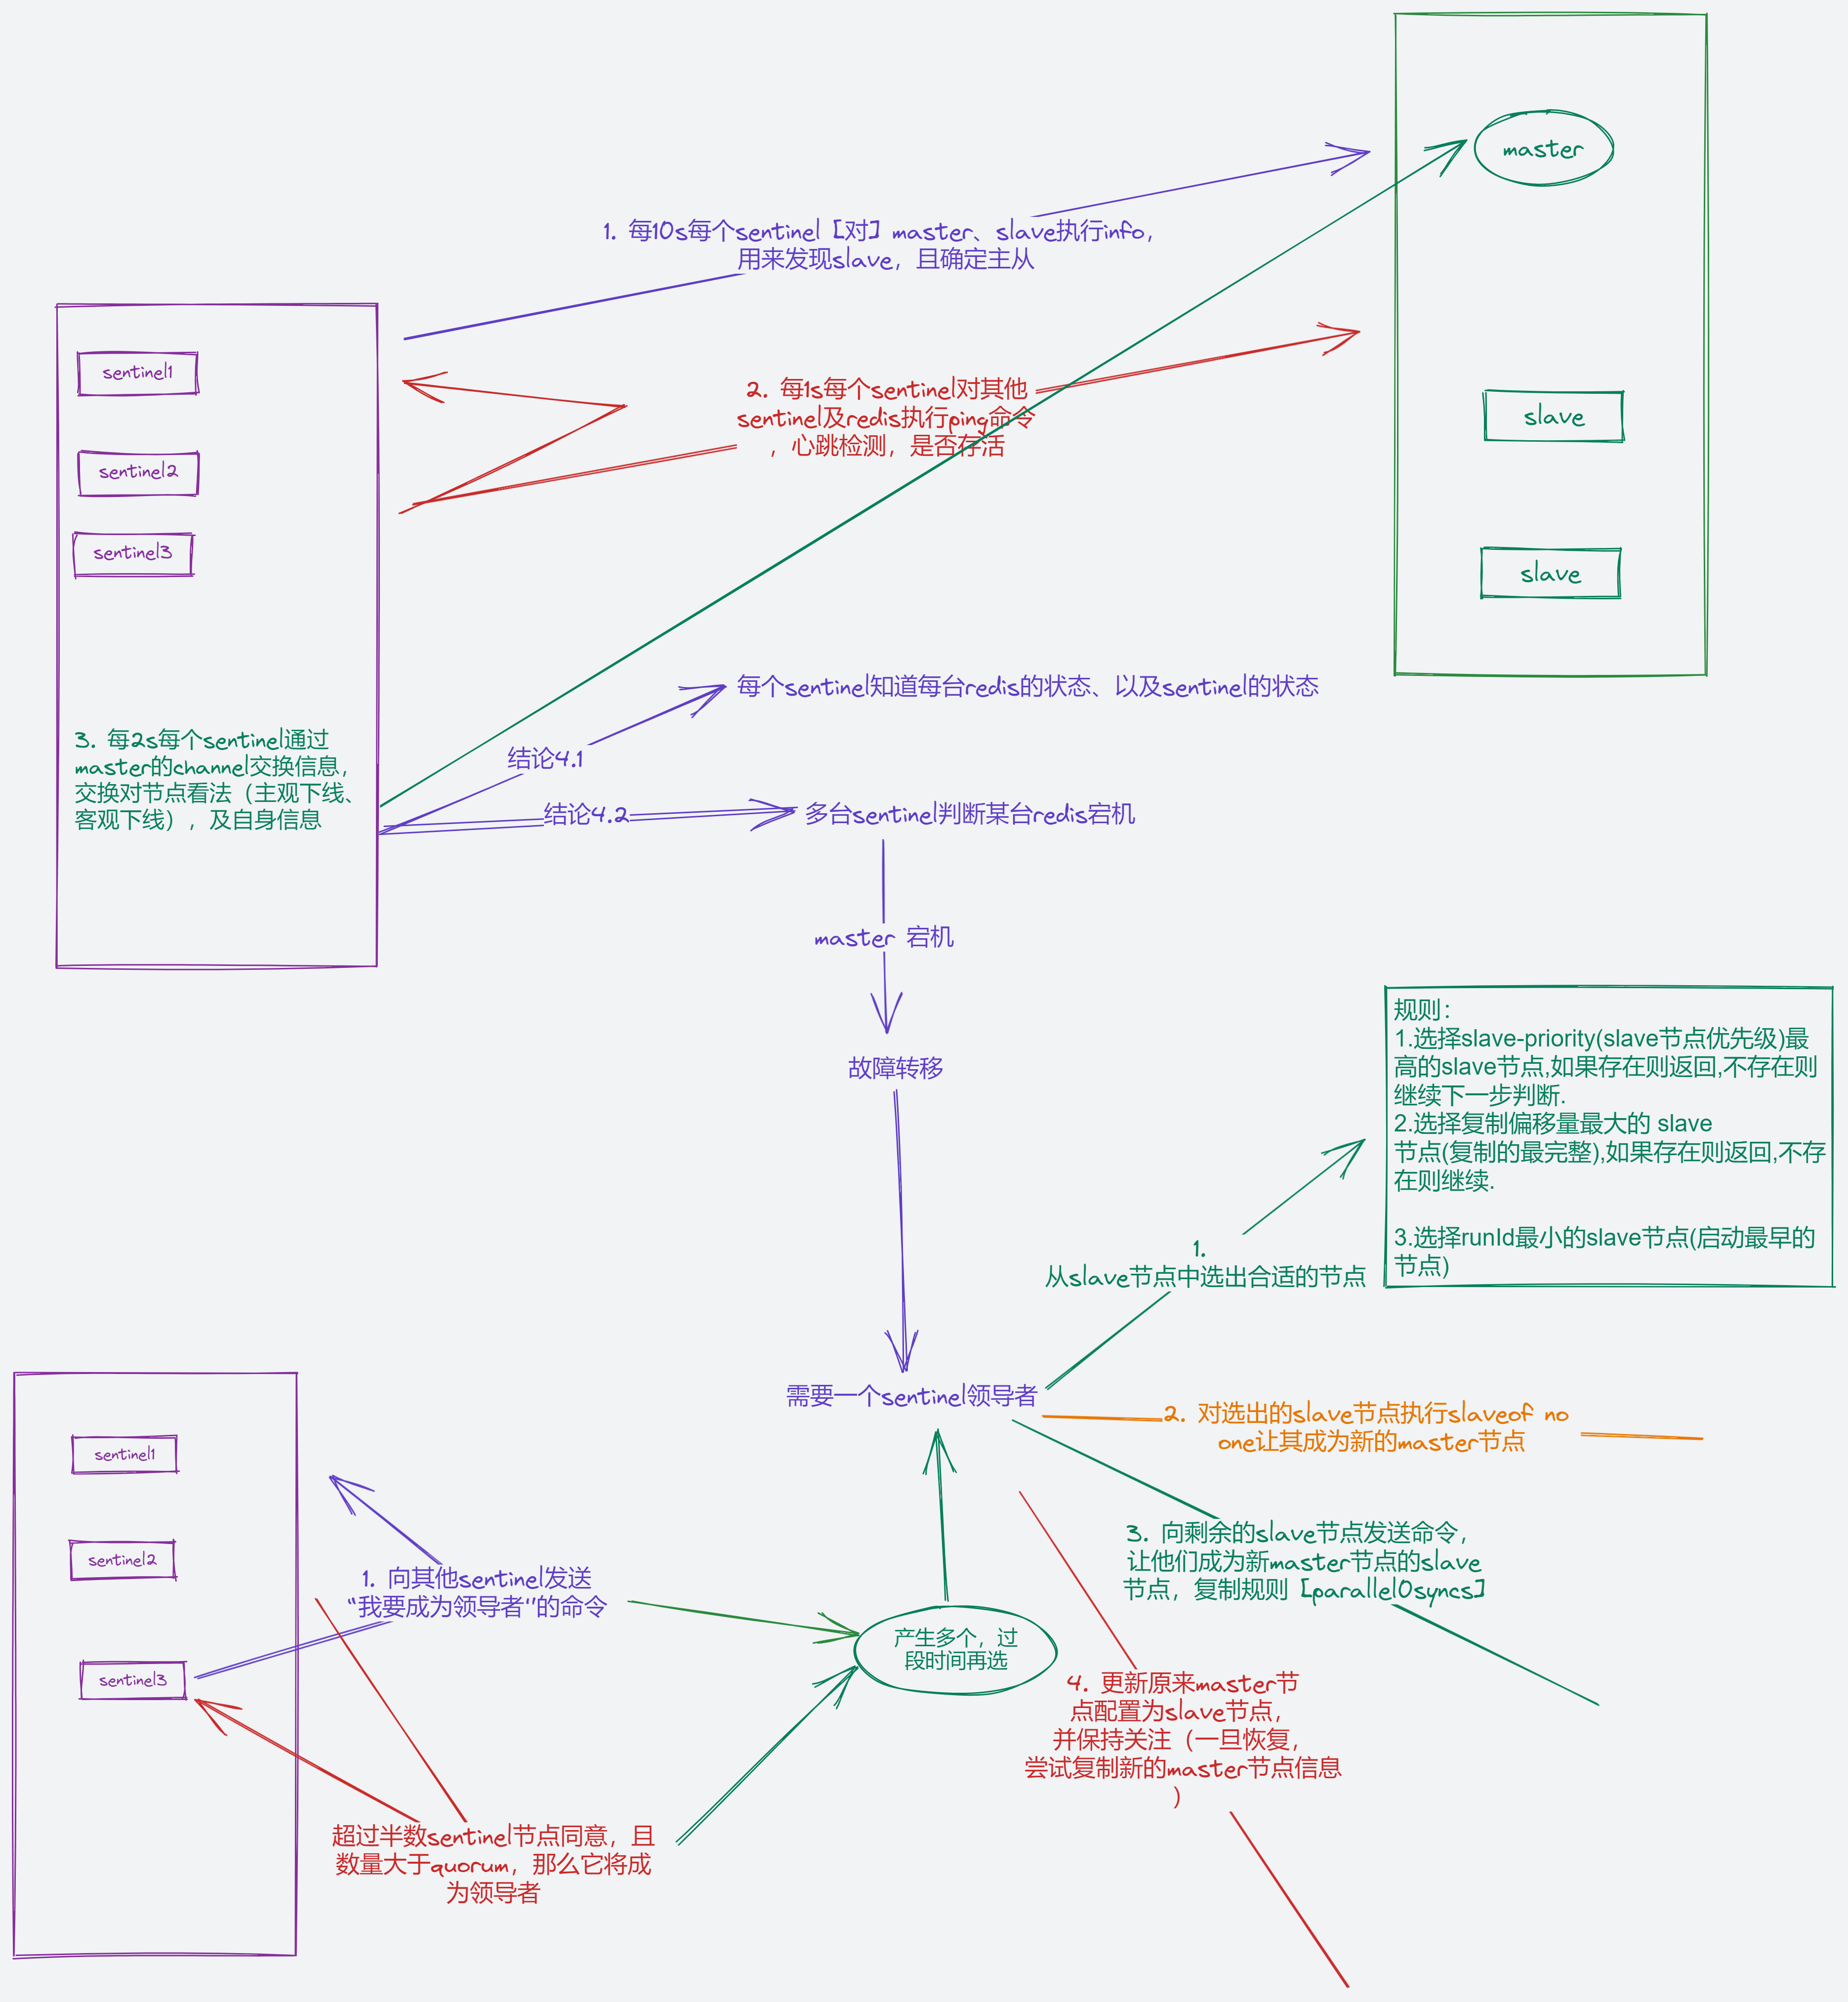 master
1. 每10s每个sentinel【对】master、slave执行info，
用来发现slave，且确定主从
sentinel1
2. 每1s每个sentinel对其他
sentinel及redis执行ping命令
，心跳检测，是否存活
sentinel2
sentinel3
slave
slave
每个sentinel知道每台redis的状态、以及sentinel的状态
3. 每2s每个sentinel通过
master的channel交换信息，
交换对节点看法（主观下线、
客观下线），及自身信息
结论4.1
结论4.2
多台sentinel判断某台redis宕机
master 宕机
故障转移
规则：
1.选择slave-priority(slave节点优先级)最
高的slave节点,如果存在则返回,不存在则
继续下一步判断.
2.选择复制偏移量最大的 slave
节点(复制的最完整),如果存在则返回,不存
在则继续.
3.选择runId最小的slave节点(启动最早的
节点)
1.
从slave节点中选出合适的节点
需要一个sentinel领导者
2. 对选出的slave节点执行slaveof no
one让其成为新的master节点
sentinel1
sentinel2
sentinel3
1. 向其他sentinel发送
“我要成为领导者”的命令
3. 向剩余的slave节点发送命令，
让他们成为新master节点的slave
节点，复制规则【parallel0syncs】
产生多个，过
段时间再选
4. 更新原来master节
点配置为slave节点，
并保持关注（一旦恢复，
尝试复制新的master节点信息
）
超过半数sentinel节点同意，且
数量大于quorum，那么它将成
为领导者